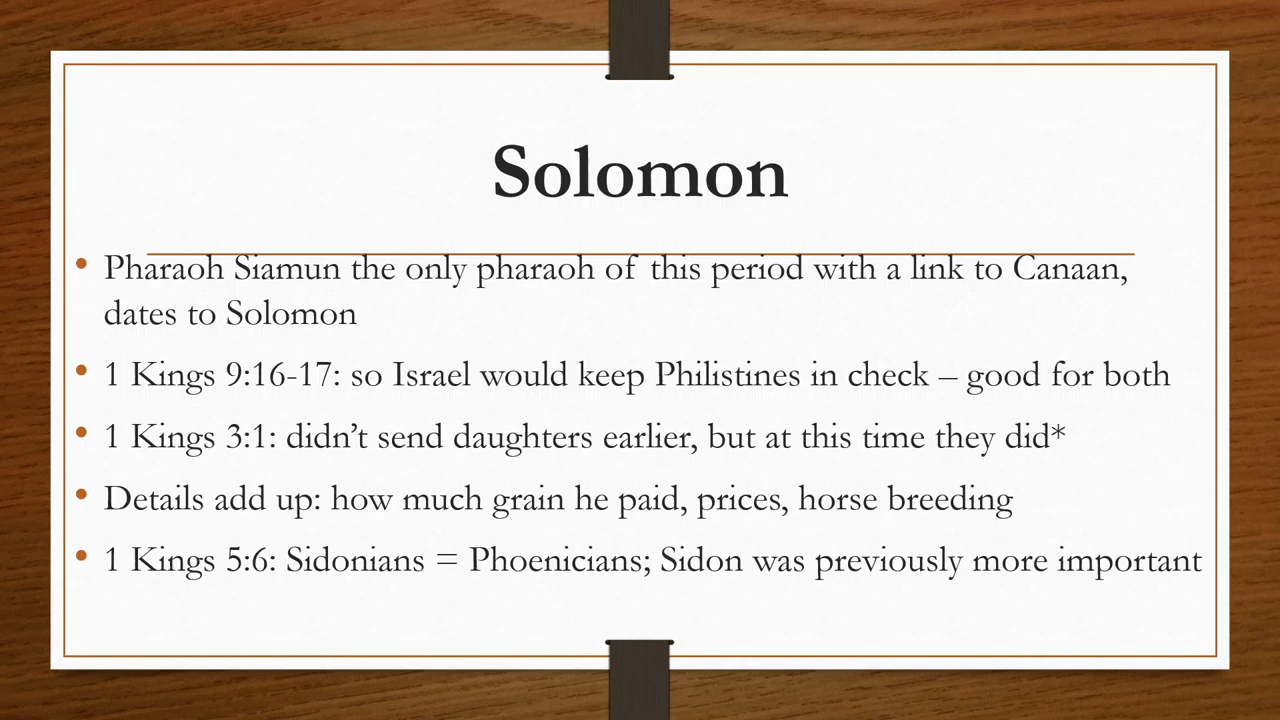 Solomon
• Pharaoh Siamun the only pharaoh of this period with a link to Canaan,
dates to Solomon
• 1 Kings 9:16-17: so Israel would keep Philistines in check – good for both
• 1 Kings 3:1: didn’t send daughters earlier, but at this time they did*
• Details add up: how much grain he paid, prices, horse breeding
• 1 Kings 5:6: Sidonians = Phoenicians; Sidon was previously more important